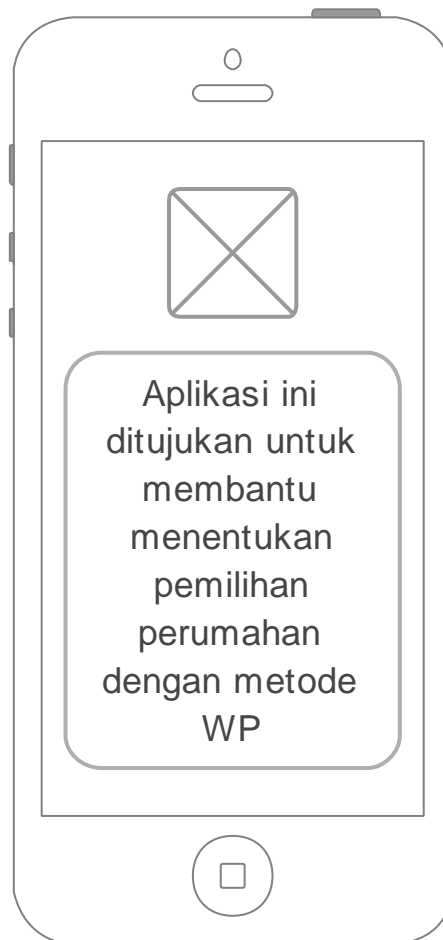 Aplikasi ini
ditujukan untuk
membantu
menentukan
pemilihan
perumahan
dengan metode
WP